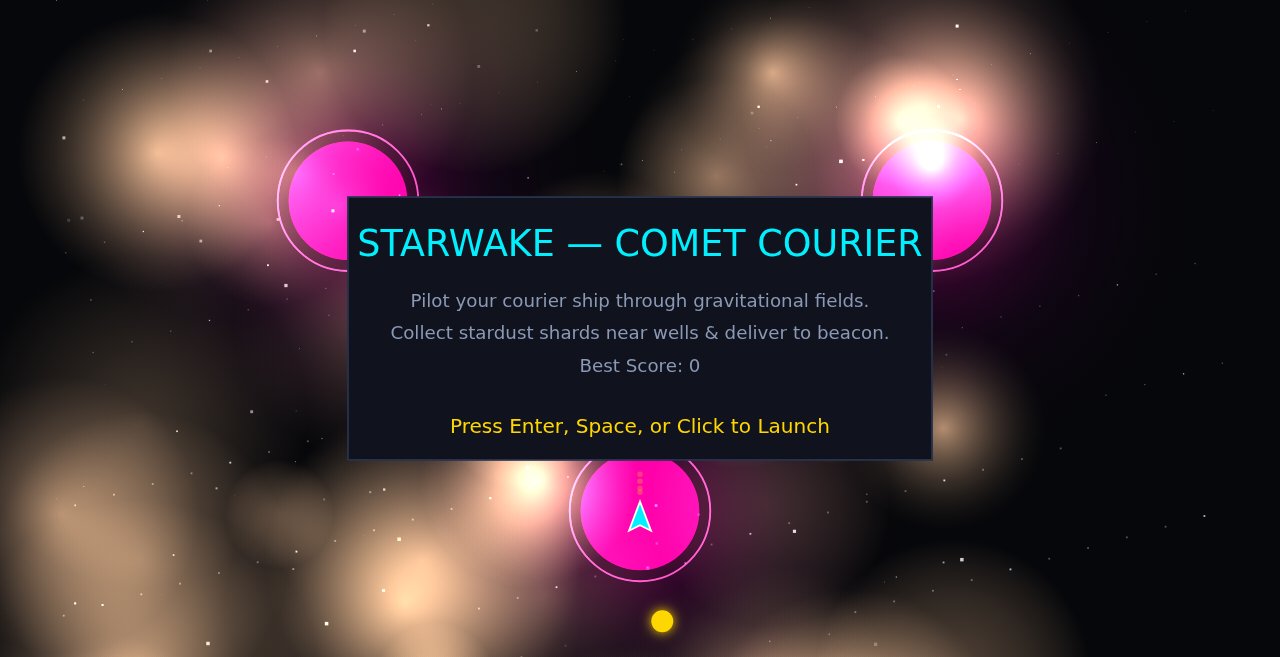 STARWAKE — COMET COURIER
Pilot your courier ship through gravitational fields.
Collect stardust shards near wells & deliver to beacon.
Best Score: 0
Press Enter, Space, or Click to Launch